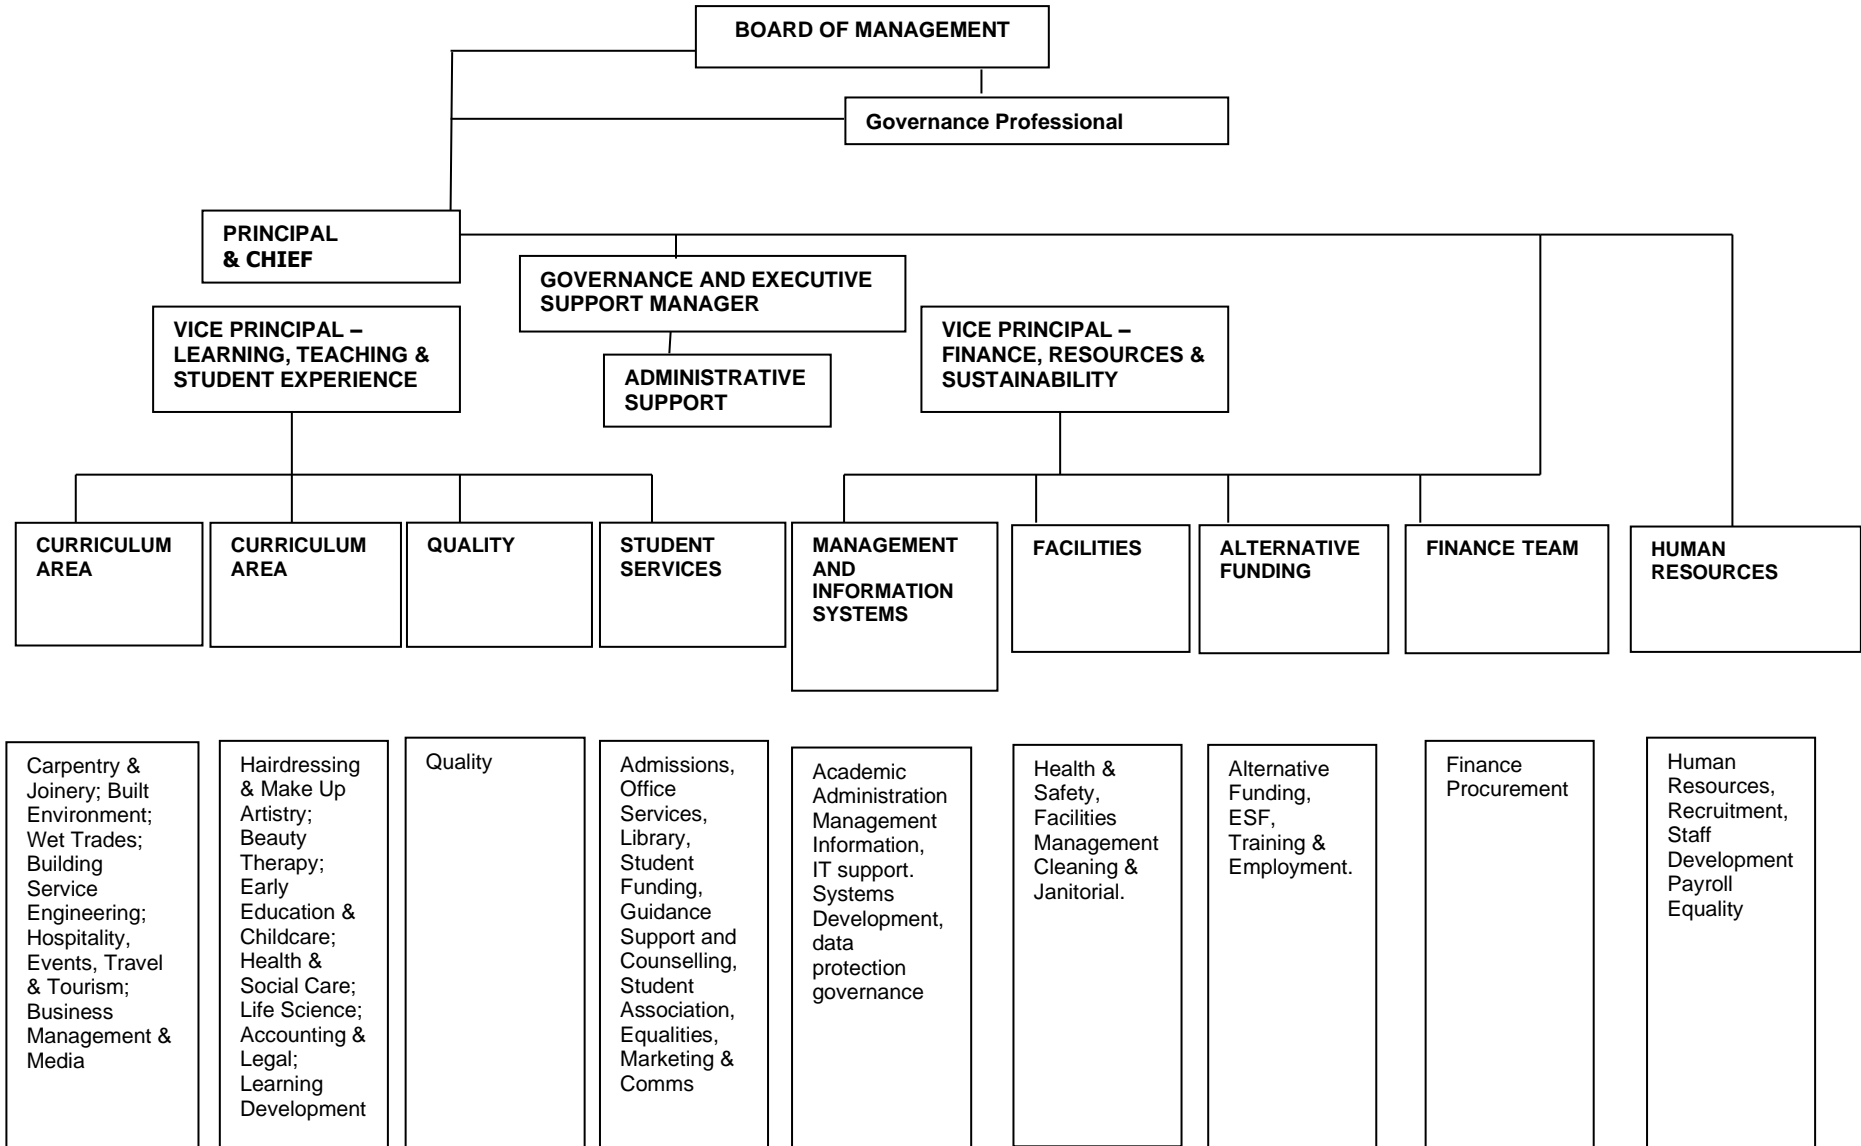 BOARD OF MANAGEMENT
Governance Professional
PRINCIPAL
& CHIEF
GOVERNANCE AND EXECUTIVE
SUPPORT MANAGER
VICE PRINCIPAL –
LEARNING, TEACHING &
STUDENT EXPERIENCE
VICE PRINCIPAL –
FINANCE, RESOURCES &
SUSTAINABILITY
ADMINISTRATIVE
SUPPORT
CURRICULUM
AREA
CURRICULUM
AREA
QUALITY
STUDENT
SERVICES
MANAGEMENT
AND
INFORMATION
SYSTEMS
FACILITIES
ALTERNATIVE
FUNDING
FINANCE TEAM
HUMAN
RESOURCES
Carpentry &
Joinery; Built
Environment;
Wet Trades;
Building
Service
Engineering;
Hospitality,
Events, Travel
& Tourism;
Business
Management &
Media
Hairdressing
& Make Up
Artistry;
Beauty
Therapy;
Early
Education &
Childcare;
Health &
Social Care;
Life Science;
Accounting &
Legal;
Learning
Development
Quality
Admissions,
Office
Services,
Library,
Student
Funding,
Guidance
Support and
Counselling,
Student
Association,
Equalities,
Marketing &
Comms
Academic
Administration
Management
Information,
IT support.
Systems
Development,
data
protection
governance
Health &
Safety,
Facilities
Management
Cleaning &
Janitorial.
Alternative
Funding,
ESF,
Training &
Employment.
Finance
Procurement
Human
Resources,
Recruitment,
Staff
Development
Payroll
Equality